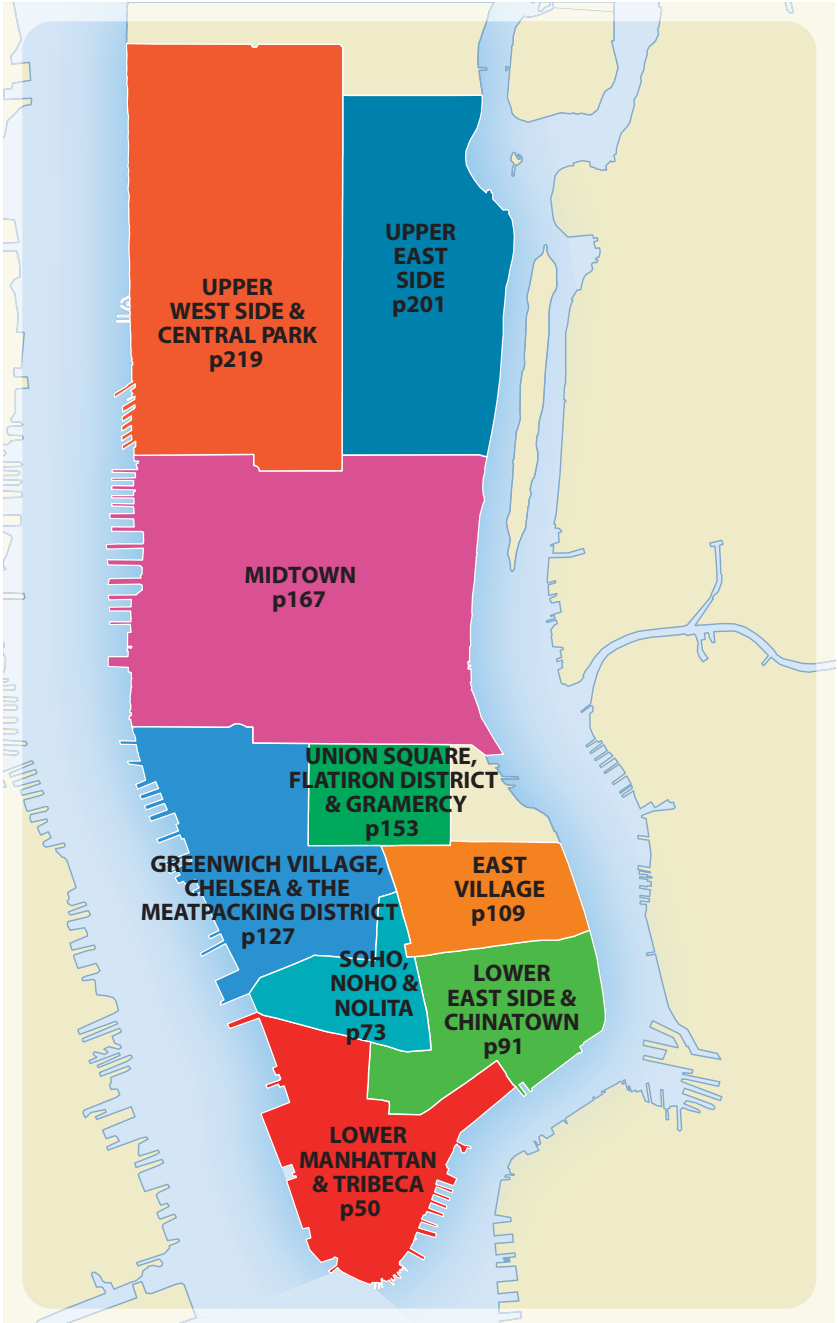 UPPER
EAST
SIDE
p201
UPPER
WEST SIDE &
CENTRAL PARK
p219
MIDTOWN
p167
UNION SQUARE,
FLATIRON DISTRICT
& GRAMERCY
p153
GREENWICH VILLAGE,
CHELSEA & THE
MEATPACKING DISTRICT
p127
EAST
VILLAGE
p109
SOHO,
NOHO &
NOLITA
p73
LOWER
EAST SIDE &
CHINATOWN
p91
LOWER
MANHATTAN
& TRIBECA
p50